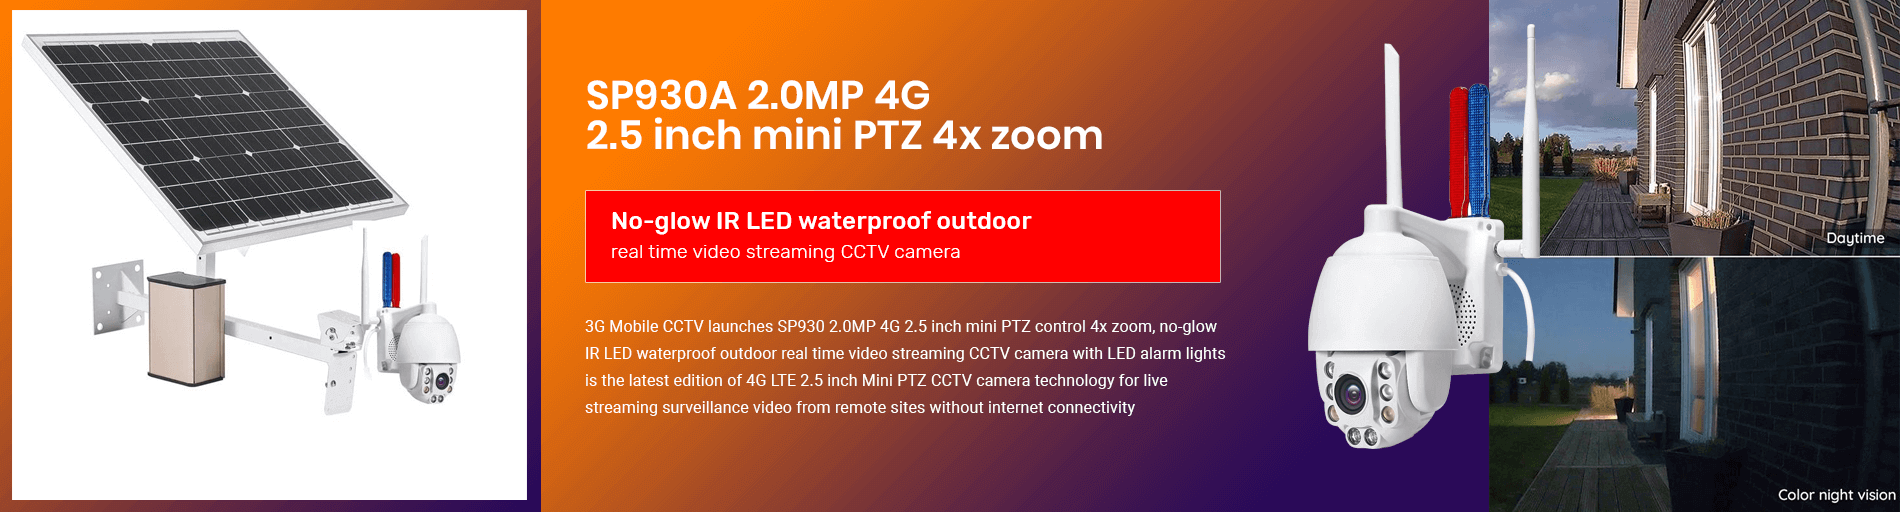 SP930A 2.0MP 4G
2.5 inch mini PTZ 4x zoom
No-glow IR LED waterproof outdoor
real time video streaming CCTV camera
3G Mobile CCTV launches SP930 2.0MP 4G 2.5 inch mini PTZ control 4x zoom, no-glow
IR LED waterproof outdoor real time video streaming CCTV camera with LED alarm lights
is the latest edition of 4G LTE 2.5 inch Mini PTZ CCTV camera technology for live
streaming surveillance video from remote sites without internet connectivity
Daytime
Color night vision